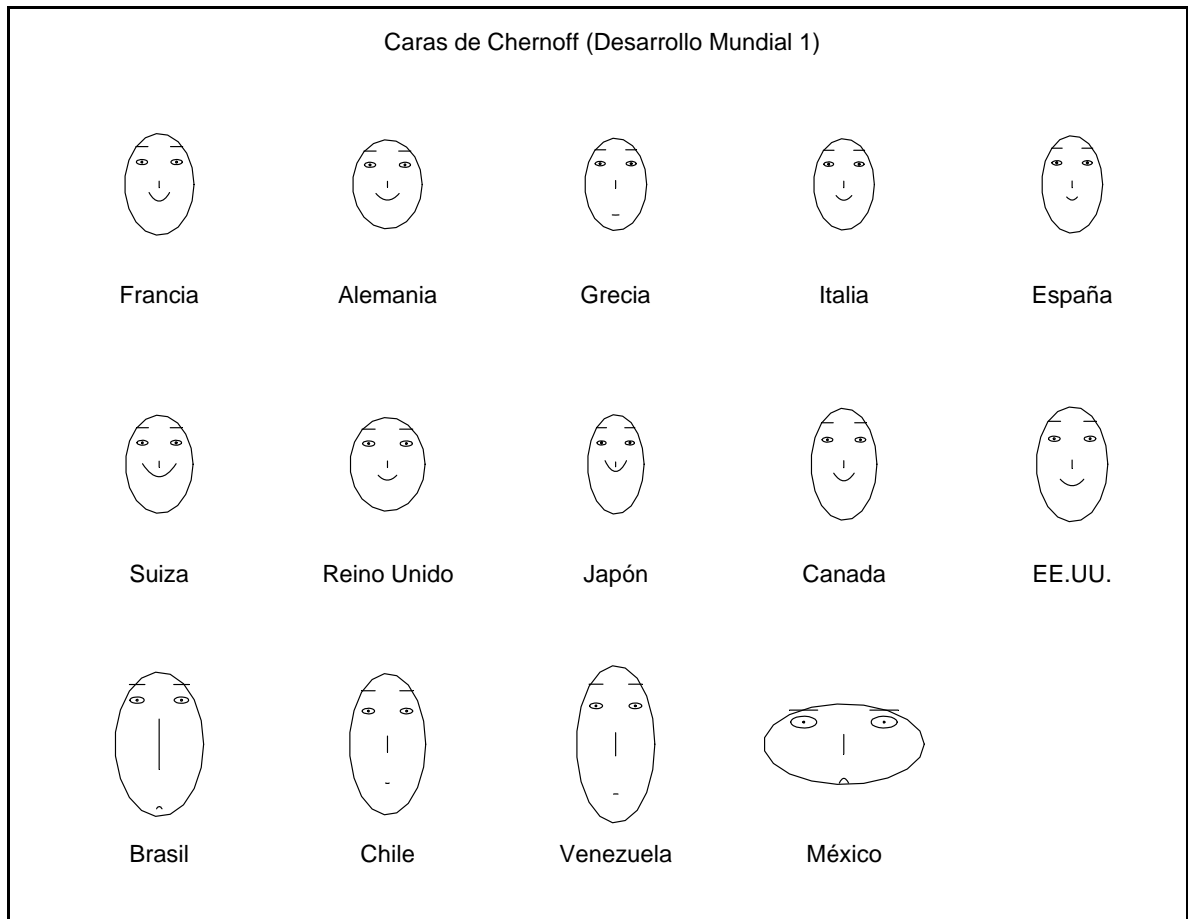 Caras de Chernoff (Desarrollo Mundial 1)
Francia Alemania Grecia Italia España
Suiza Reino Unido Japón Canada EE.UU.
Brasil Chile Venezuela México